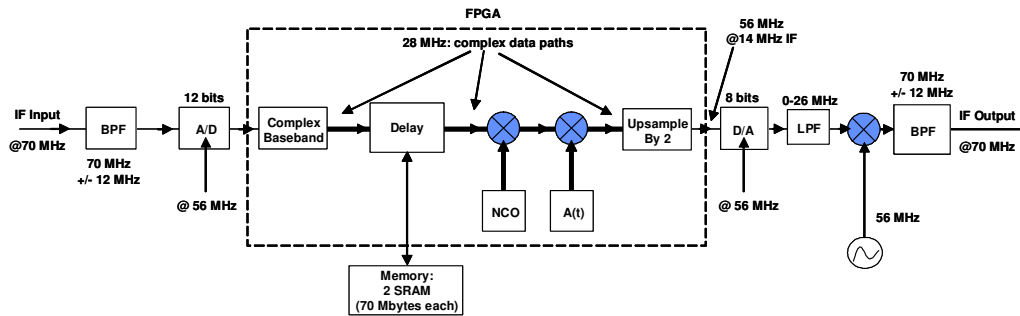 FPGA
56 MHz
@14 MHz IF
28 MHz: complex data paths
70 MHz
+/- 12 MHz
IF Input
@70 MHz
BPF
70 MHz
+/- 12 MHz
12 bits
A/D
@ 56 MHz
Complex
Baseband
Delay
NCO
A(t)
Upsample
By 2
8 bits
D/A
@ 56 MHz
0-26 MHz
LPF
56 MHz
BPF
IF Output
@70 MHz
Memory:
2 SRAM
(70 Mbytes each)